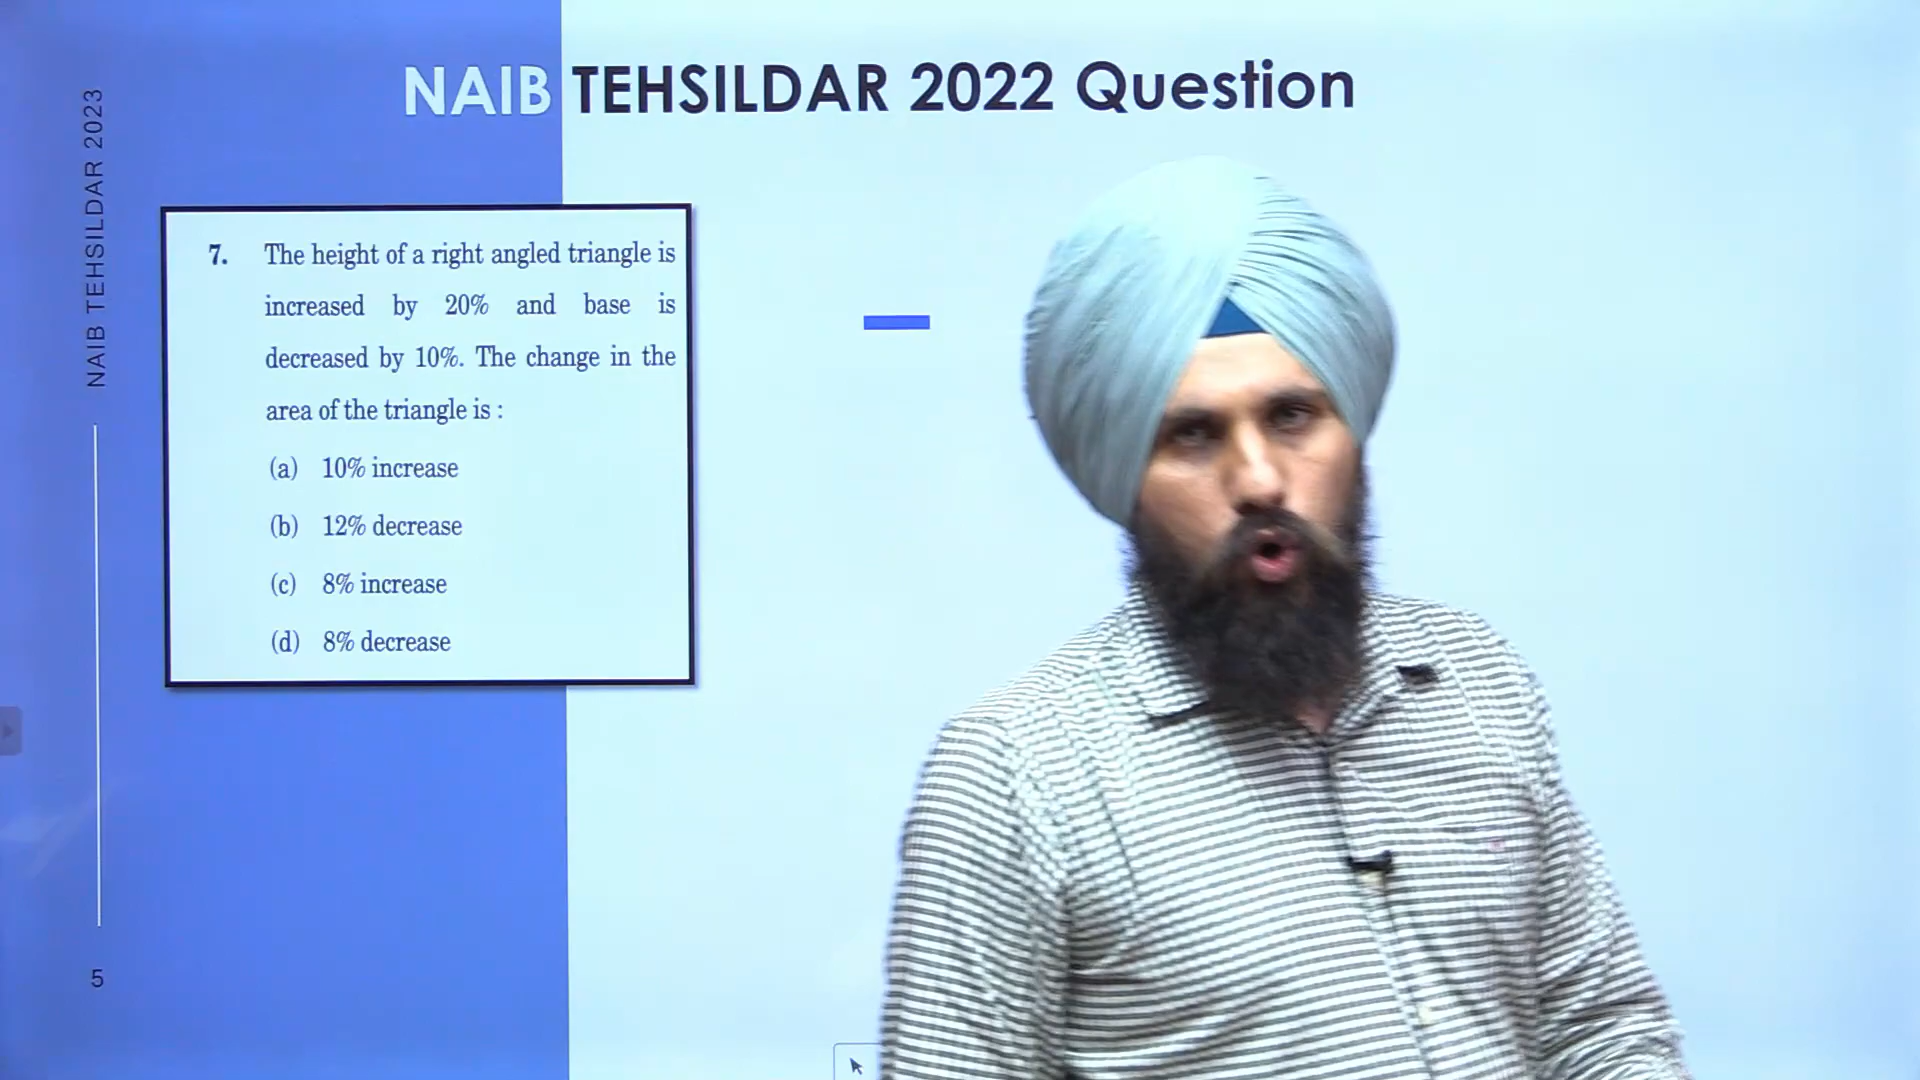 NAIB TEHSILDAR 2022 Question
NAIB TEHSILDAR 2023
7. The height of a right angled triangle is
increased by 20% and base is
decreased by 10%. The change in the
area of the triangle is :
(a) 10% increase
(b) 12% decrease
(c) 8% increase
(d) 8% decrease
5